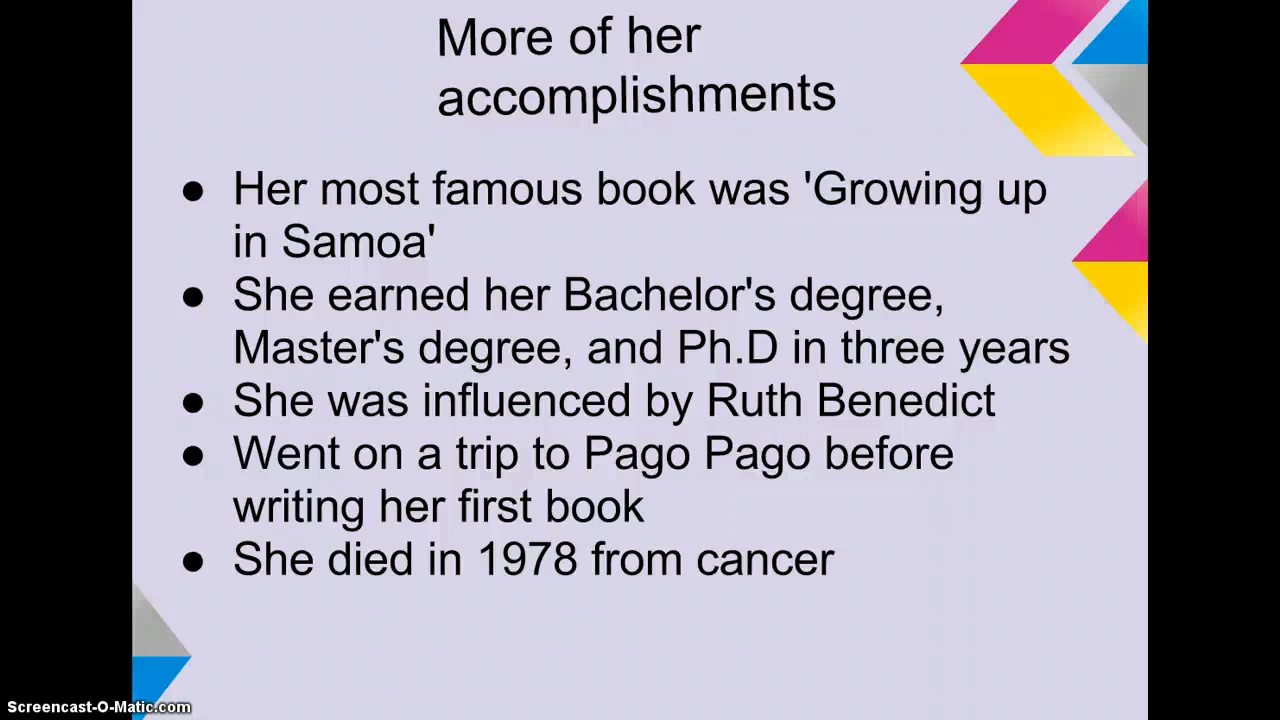 More of her
accomplishments
● Her most famous book was 'Growing up
in Samoa'
● She earned her Bachelor's degree,
Master's degree, and Ph.D in three years
● She was influenced by Ruth Benedict
● Went on a trip to Pago Pago before
writing her first book
● She died in 1978 from cancer
Screencast-O-Matic.com